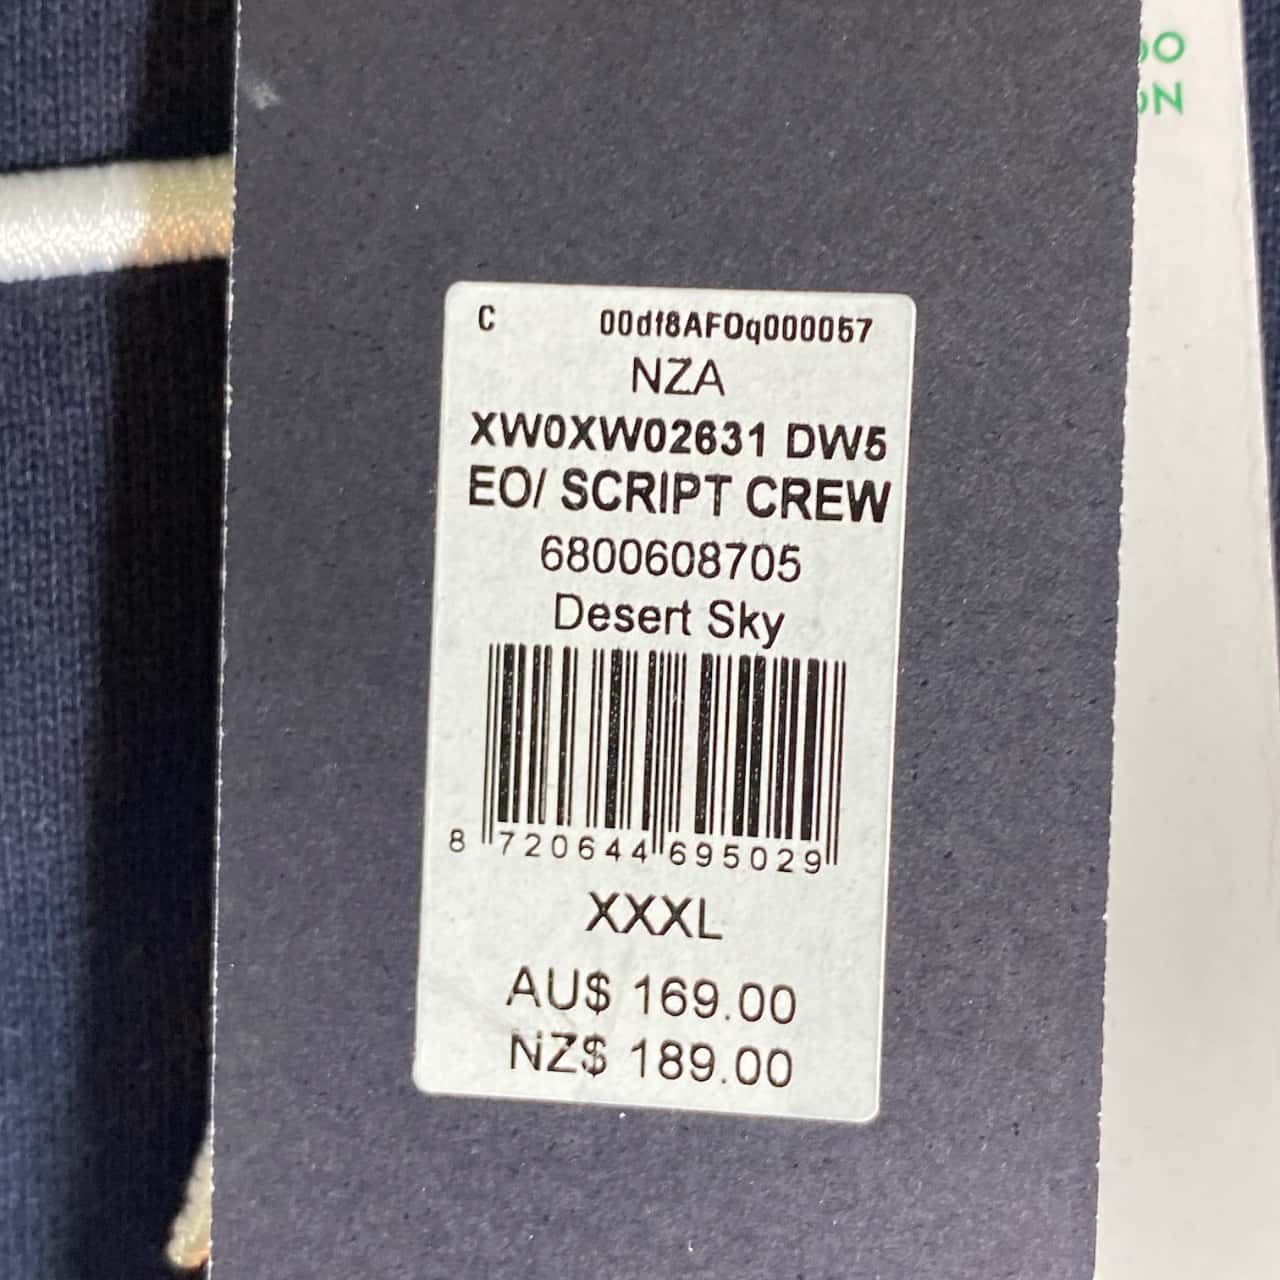 C 00df8AFOq000057
NZA
XW0XW02631 DW5
EO/ SCRIPT CREW
6800608705
Desert Sky
8 720644 695029
XXXL
AU$ 169.00
NZ$ 189.00